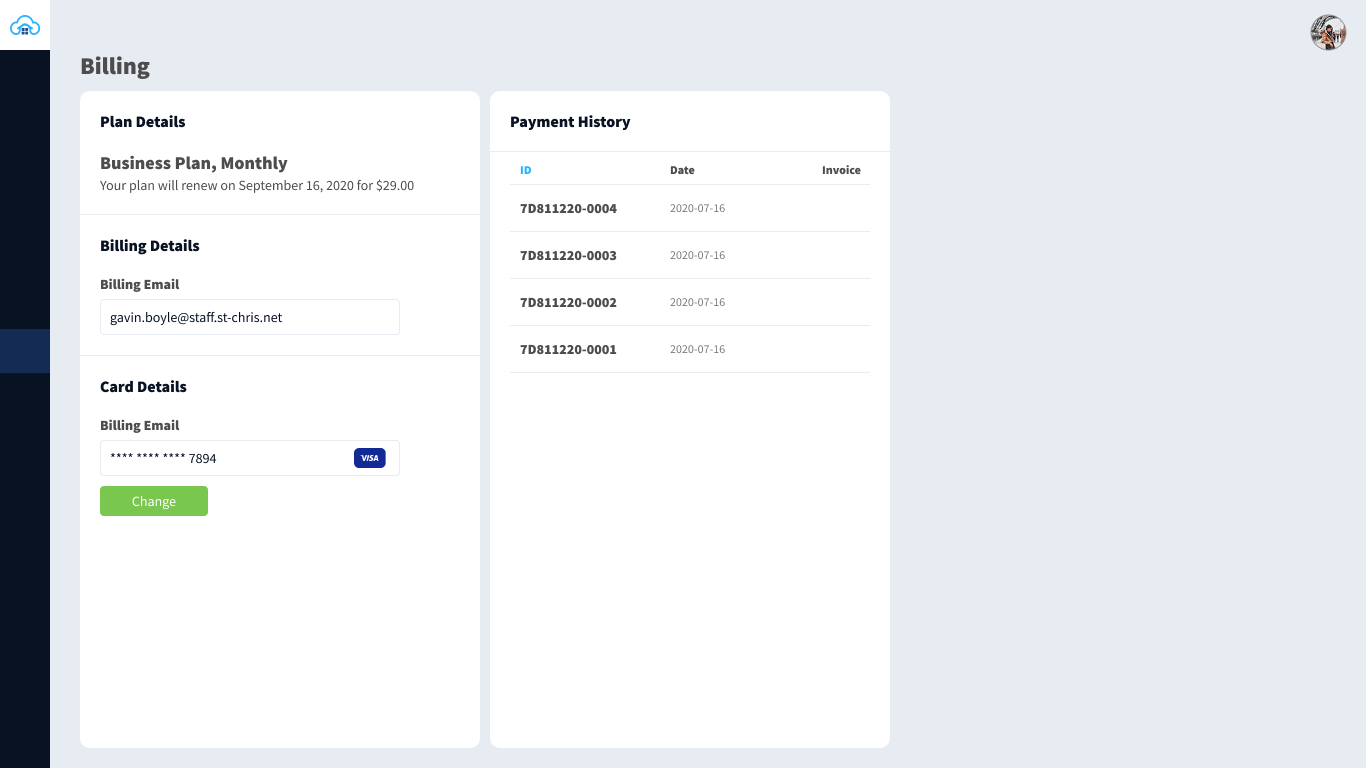 Billing
Plan Details
Business Plan, Monthly
Your plan will renew on September 16, 2020 for $29.00
Billing Details
Billing Email
gavin.boyle@staff.st-chris.net
Card Details
Billing Email
**** **** **** 7894
VISA
Change
Payment History
ID Date Invoice
7D811220-0004 2020-07-16
7D811220-0003 2020-07-16
7D811220-0002 2020-07-16
7D811220-0001 2020-07-16